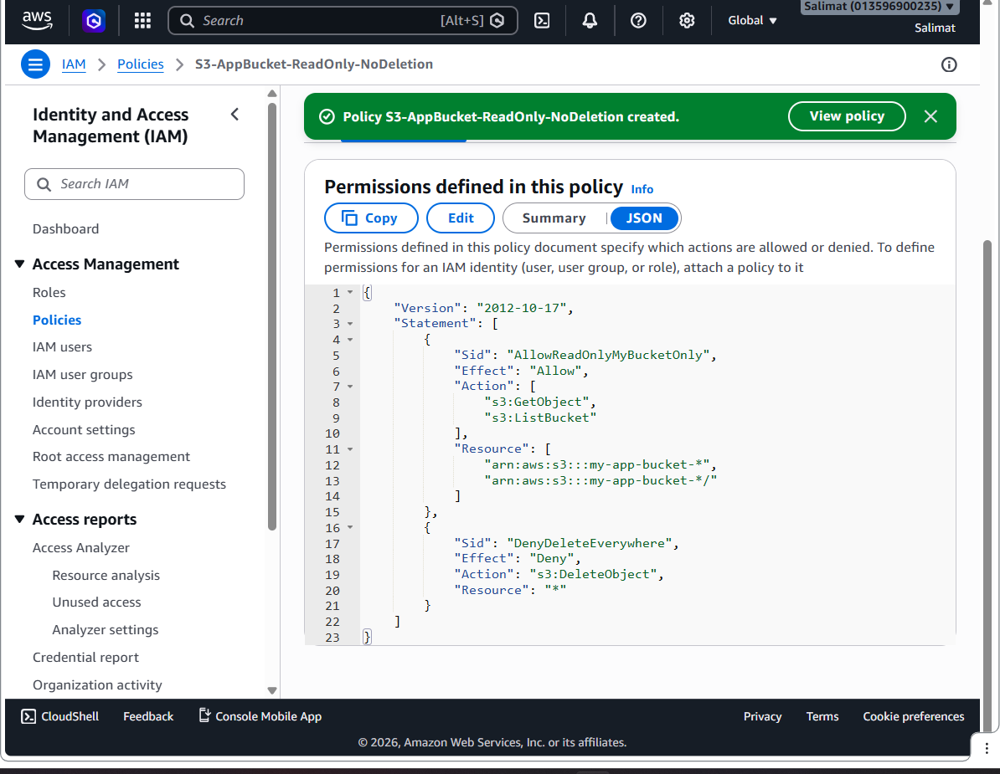 aws
Search [Alt+S]
Global
Salimat (013596900235)
Salimat
IAM
Policies
S3-AppBucket-ReadOnly-NoDeletion
Identity and Access Management (IAM)
Search IAM
Dashboard
Access Management
Roles
Policies
IAM users
IAM user groups
Identity providers
Account settings
Root access management
Temporary delegation requests
Access reports
Access Analyzer
Resource analysis
Unused access
Analyzer settings
Credential report
Organization activity
Policy S3-AppBucket-ReadOnly-NoDeletion created.
View policy
Permissions defined in this policy Info
Copy
Edit
Summary
JSON
Permissions defined in this policy document specify which actions are allowed or denied. To define
permissions for an IAM identity (user, user group, or role), attach a policy to it
1 {
2 "Version": "2012-10-17",
3 "Statement": [
4 {
5 "Sid": "AllowReadOnlyMyBucketOnly",
6 "Effect": "Allow",
7 "Action": [
8 "s3:GetObject",
9 "s3:ListBucket"
10 ],
11 "Resource": [
12 "arn:aws:s3:::my-app-bucket-*",
13 "arn:aws:s3:::my-app-bucket-*/"
14 ]
15 },
16 {
17 "Sid": "DenyDeleteEverywhere",
18 "Effect": "Deny",
19 "Action": "s3:DeleteObject",
20 "Resource": "*"
21 }
22 ]
23 }
CloudShell
Feedback
Console Mobile App
Privacy
Terms
Cookie preferences
© 2026, Amazon Web Services, Inc. or its affiliates.